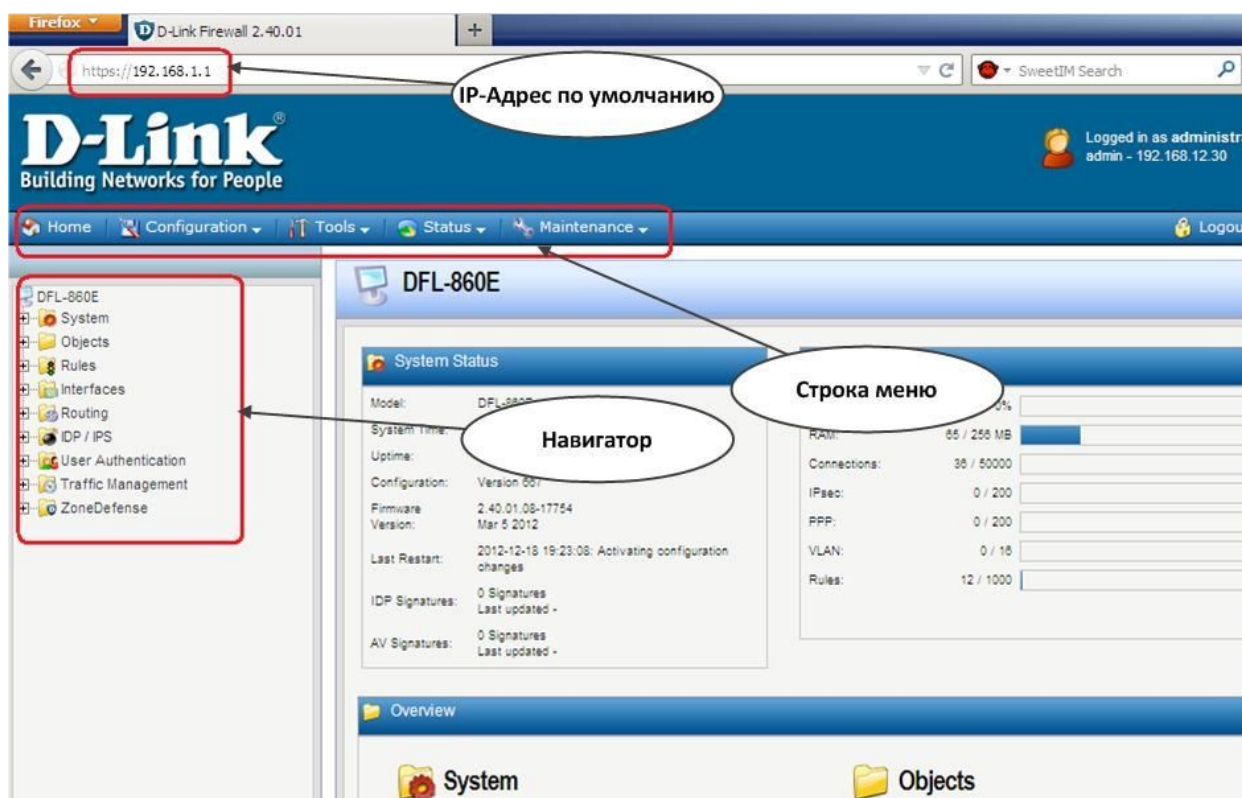 Firefox
D-Link Firewall 2.40.01
+
https://192.168.1.1
SweetIM Search
IP-Адрес по умолчанию
D-Link®
Building Networks for People
Logged in as administra
admin - 192.168.12.30
Home Configuration Tools Status Maintenance Logou
DFL-860E
System
Objects
Rules
Interfaces
Routing
IDP / IPS
User Authentication
Traffic Management
ZoneDefense
Навигатор
Строка меню
DFL-860E
System Status
Model:
System Time:
Uptime:
Configuration: Version 667
Firmware Version: 2.40.01.08-17754
Mar 5 2012
Last Restart: 2012-12-18 19:23:08: Activating configuration
changes
IDP Signatures: 0 Signatures
Last updated -
AV Signatures: 0 Signatures
Last updated -
0%
RAM: 65 / 256 MB
Connections: 36 / 50000
IPsec: 0 / 200
PPP: 0 / 200
VLAN: 0 / 16
Rules: 12 / 1000
Overview
System
Objects